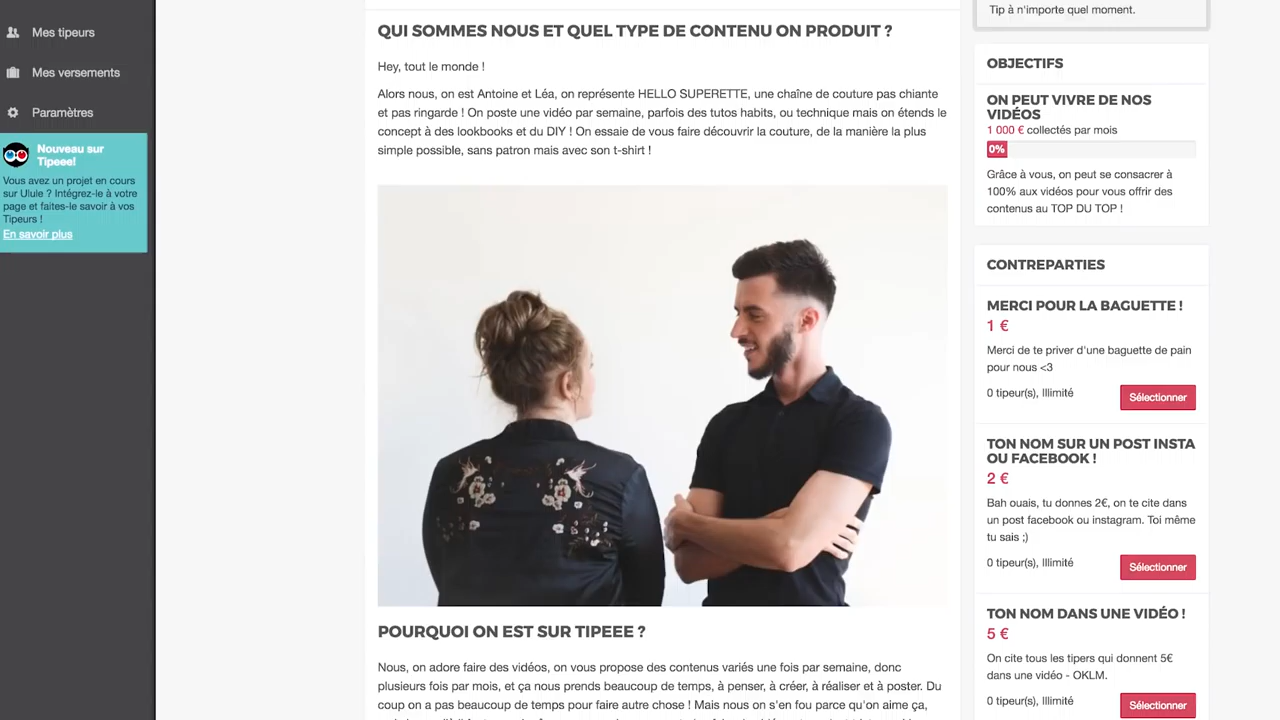 Mes tipeurs
Mes versements
Paramètres
Nouveau sur
Tipeee!
Vous avez un projet en cours
sur Ulule ? Intégrez-le à votre
page et faites-le savoir à vos
Tipeurs !
En savoir plus
QUI SOMMES NOUS ET QUEL TYPE DE CONTENU ON PRODUIT ?
Hey, tout le monde !
Alors nous, on est Antoine et Léa, on représente HELLO SUPERETTE, une chaîne de couture pas chiante
et pas ringarde ! On poste une vidéo par semaine, parfois des tutos habits, ou technique mais on étends le
concept à des lookbooks et du DIY ! On essaie de vous faire découvrir la couture, de la manière la plus
simple possible, sans patron mais avec son t-shirt !
POURQUOI ON EST SUR TIPEEE ?
Nous, on adore faire des vidéos, on vous propose des contenus variés une fois par semaine, donc
plusieurs fois par mois, et ça nous prends beaucoup de temps, à penser, à créer, à réaliser et à poster. Du
coup on a pas beaucoup de temps pour faire autre chose ! Mais nous on s'en fou parce qu'on aime ça,
Tip à n'importe quel moment.
OBJECTIFS
ON PEUT VIVRE DE NOS
VIDÉOS
1 000 € collectés par mois
0%
Grâce à vous, on peut se consacrer à
100% aux vidéos pour vous offrir des
contenus au TOP DU TOP !
CONTREPARTIES
MERCI POUR LA BAGUETTE !
1 €
Merci de te priver d'une baguette de pain
pour nous <3
0 tipeur(s), Illimité
Sélectionner
TON NOM SUR UN POST INSTA
OU FACEBOOK !
2 €
Bah ouais, tu donnes 2€, on te cite dans
un post facebook ou instagram. Toi même
tu sais ;)
0 tipeur(s), Illimité
Sélectionner
TON NOM DANS UNE VIDÉO !
5 €
On cite tous les tipers qui donnent 5€
dans une vidéo - OKLM.
0 tipeur(s), Illimité
Sélectionner